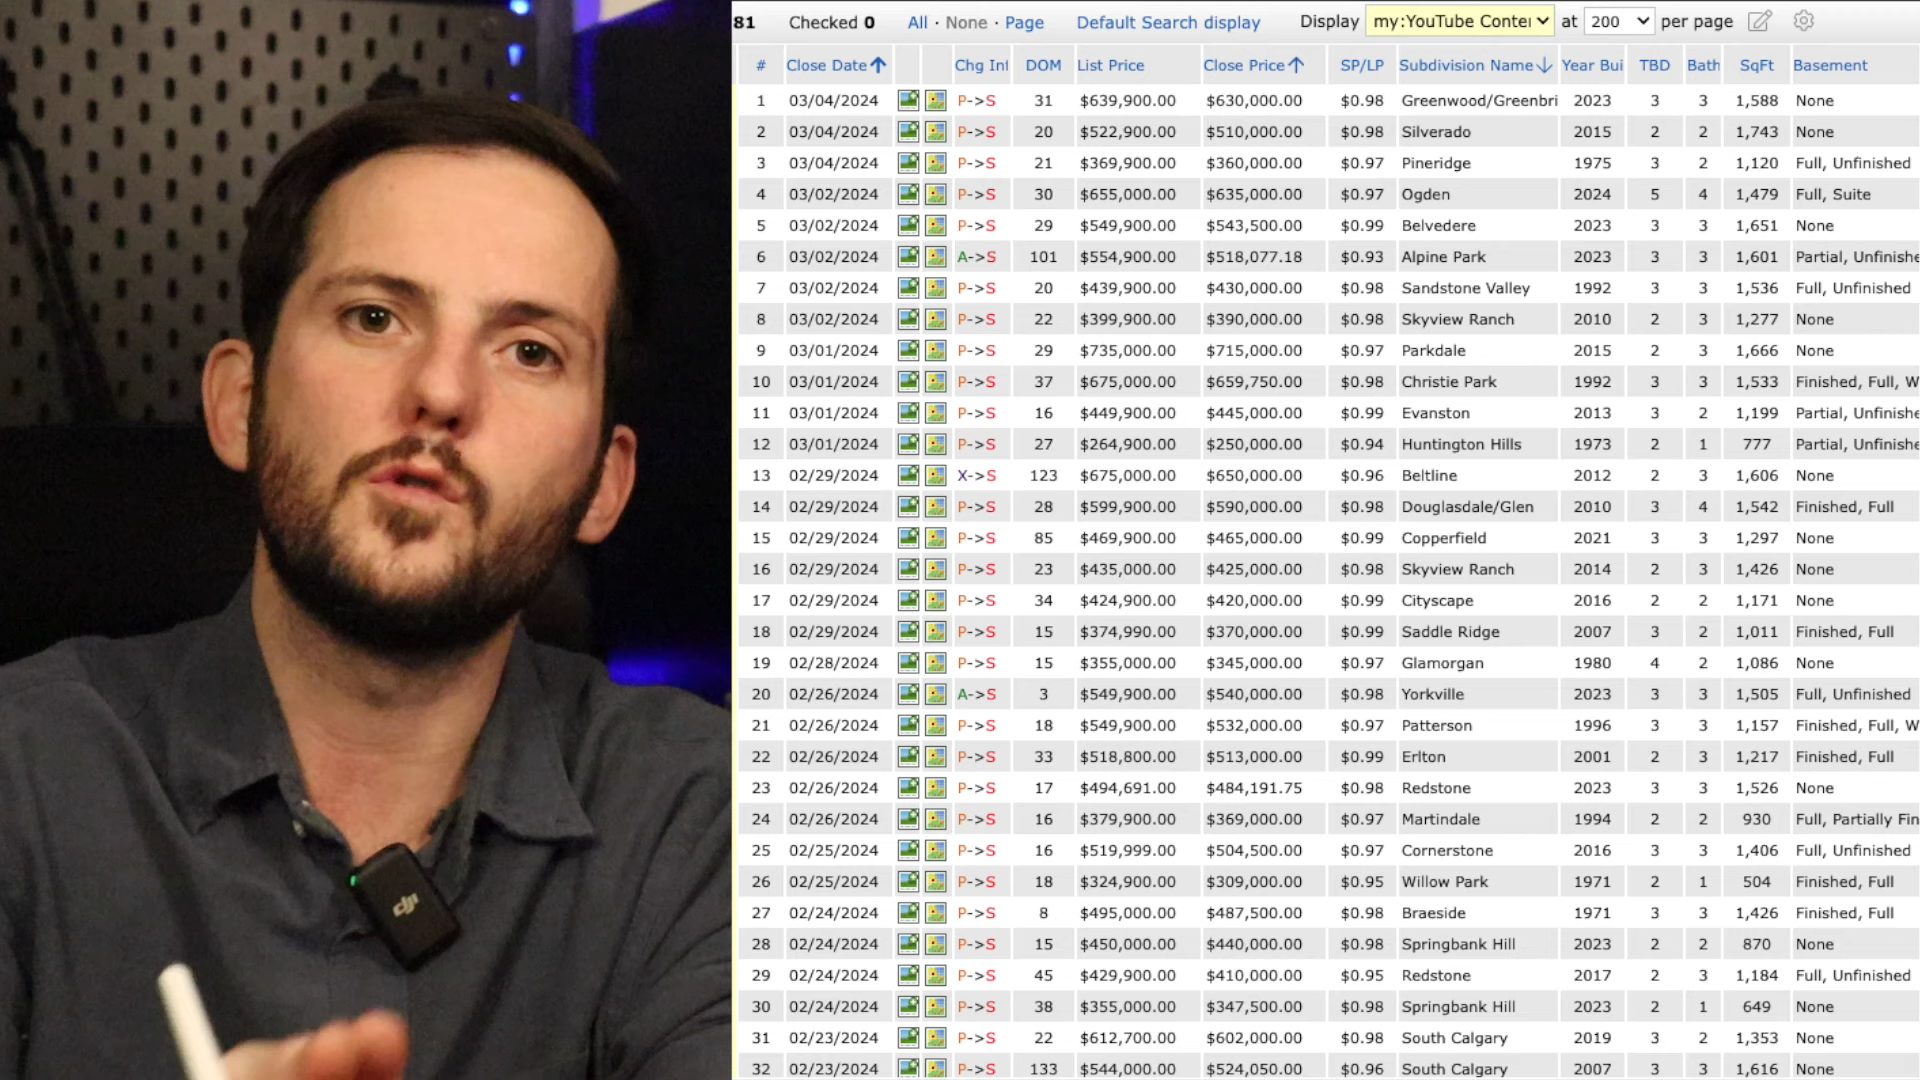 81 Checked 0 All · None · Page Default Search display Display my:YouTube Conte at 200 per page
# Close Date Chg Inf DOM List Price Close Price SP/LP Subdivision Name Year Bui TBD Bath SqFt Basement
1 03/04/2024 P->S 31 $639,900.00 $630,000.00 $0.98 Greenwood/Greenbri 2023 3 3 1,588 None
2 03/04/2024 P->S 20 $522,900.00 $510,000.00 $0.98 Silverado 2015 2 2 1,743 None
3 03/04/2024 P->S 21 $369,900.00 $360,000.00 $0.97 Pineridge 1975 3 2 1,120 Full, Unfinished
4 03/02/2024 P->S 30 $655,000.00 $635,000.00 $0.97 Ogden 2024 5 4 1,479 Full, Suite
5 03/02/2024 P->S 29 $549,900.00 $543,500.00 $0.99 Belvedere 2023 3 3 1,651 None
6 03/02/2024 A->S 101 $554,900.00 $518,077.18 $0.93 Alpine Park 2023 3 3 1,601 Partial, Unfinishe
7 03/02/2024 P->S 20 $439,900.00 $430,000.00 $0.98 Sandstone Valley 1992 3 3 1,536 Full, Unfinished
8 03/02/2024 P->S 22 $399,900.00 $390,000.00 $0.98 Skyview Ranch 2010 2 3 1,277 None
9 03/01/2024 P->S 29 $735,000.00 $715,000.00 $0.97 Parkdale 2015 2 3 1,666 None
10 03/01/2024 P->S 37 $675,000.00 $659,750.00 $0.98 Christie Park 1992 3 3 1,533 Finished, Full, W
11 03/01/2024 P->S 16 $449,900.00 $445,000.00 $0.99 Evanston 2013 3 2 1,199 Partial, Unfinishe
12 03/01/2024 P->S 27 $264,900.00 $250,000.00 $0.94 Huntington Hills 1973 2 1 777 Partial, Unfinishe
13 02/29/2024 X->S 123 $675,000.00 $650,000.00 $0.96 Beltline 2012 2 3 1,606 None
14 02/29/2024 P->S 28 $599,900.00 $590,000.00 $0.98 Douglasdale/Glen 2010 3 4 1,542 Finished, Full
15 02/29/2024 P->S 85 $469,900.00 $465,000.00 $0.99 Copperfield 2021 3 3 1,297 None
16 02/29/2024 P->S 23 $435,000.00 $425,000.00 $0.98 Skyview Ranch 2014 2 3 1,426 None
17 02/29/2024 P->S 34 $424,900.00 $420,000.00 $0.99 Cityscape 2016 2 2 1,171 None
18 02/29/2024 P->S 15 $374,990.00 $370,000.00 $0.99 Saddle Ridge 2007 3 2 1,011 Finished, Full
19 02/28/2024 P->S 15 $355,000.00 $345,000.00 $0.97 Glamorgan 1980 4 2 1,086 None
20 02/26/2024 A->S 3 $549,900.00 $540,000.00 $0.98 Yorkville 2023 3 3 1,505 Full, Unfinished
21 02/26/2024 P->S 18 $549,900.00 $532,000.00 $0.97 Patterson 1996 3 3 1,157 Finished, Full, W
22 02/26/2024 P->S 33 $518,800.00 $513,000.00 $0.99 Erlton 2001 2 3 1,217 Finished, Full
23 02/26/2024 P->S 17 $494,691.00 $484,191.75 $0.98 Redstone 2023 3 3 1,526 None
24 02/26/2024 P->S 16 $379,900.00 $369,000.00 $0.97 Martindale 1994 2 2 930 Full, Partially Fin
25 02/25/2024 P->S 16 $519,999.00 $504,500.00 $0.97 Cornerstone 2016 3 3 1,406 Full, Unfinished
26 02/25/2024 P->S 18 $324,900.00 $309,000.00 $0.95 Willow Park 1971 2 1 504 Finished, Full
27 02/24/2024 P->S 8 $495,000.00 $487,500.00 $0.98 Braeside 1971 3 3 1,426 Finished, Full
28 02/24/2024 P->S 15 $450,000.00 $440,000.00 $0.98 Springbank Hill 2023 2 2 870 None
29 02/24/2024 P->S 45 $429,900.00 $410,000.00 $0.95 Redstone 2017 2 3 1,184 Full, Unfinished
30 02/24/2024 P->S 38 $355,000.00 $347,500.00 $0.98 Springbank Hill 2023 2 1 649 None
31 02/23/2024 P->S 22 $612,700.00 $602,000.00 $0.98 South Calgary 2019 3 2 1,353 None
32 02/23/2024 P->S 133 $544,000.00 $524,050.00 $0.96 South Calgary 2007 3 3 1,616 None
dji